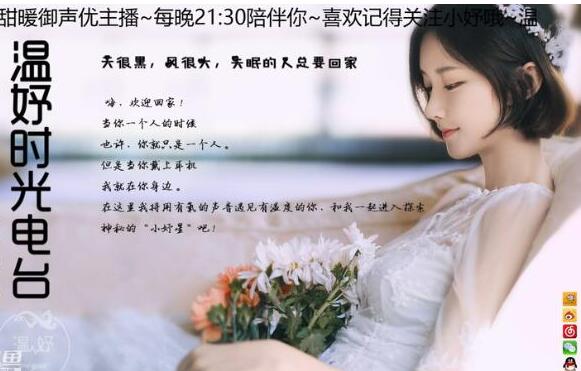 甜暖御声优主播~每晚21:30陪伴你~喜欢记得关注小妤哦~温
温妤时光电台
天很黑，风很大，失眠的人总要回家
嗨，欢迎回家！
当你一个人的时候
也许，你就只是一个人。
但是当你戴上耳机
我就在你身边。
在这里我将用有氧的声音遇见有温度的你，和我一起进入探索
神秘的“小妤星”吧！
温妤